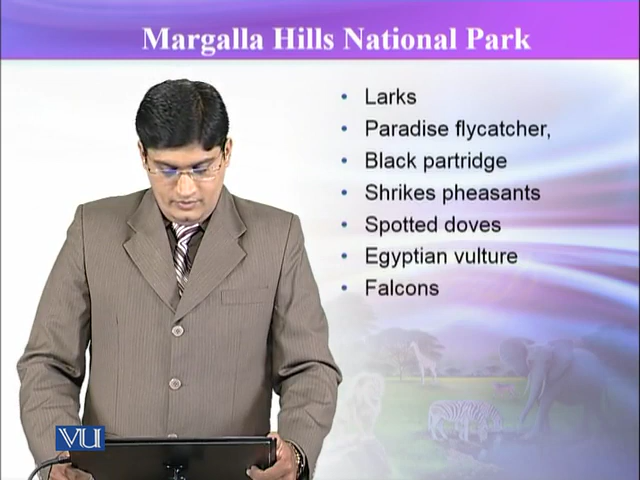 Margalla Hills National Park
• Larks
• Paradise flycatcher,
• Black partridge
• Shrikes pheasants
• Spotted doves
• Egyptian vulture
• Falcons
VU